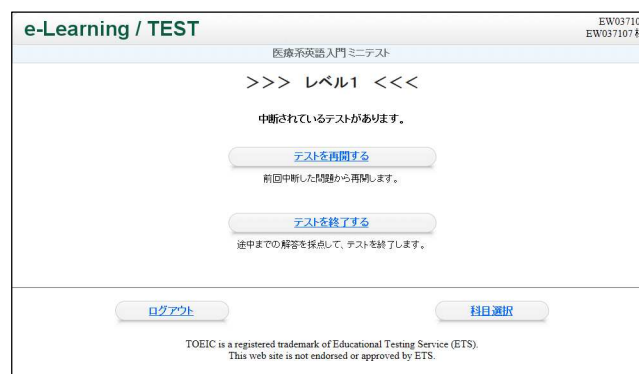 e-Learning / TEST
EW03710
EW037107
医療系英語入門ミニテスト
>>> レベル1 <<<
中断されているテストがあります。
テストを再開する
前回中断した問題から再開します。
テストを終了する
途中までの解答を採点して、テストを終了します。
ログアウト
科目選択
TOEIC is a registered trademark of Educational Testing Service (ETS).
This web site is not endorsed or approved by ETS.